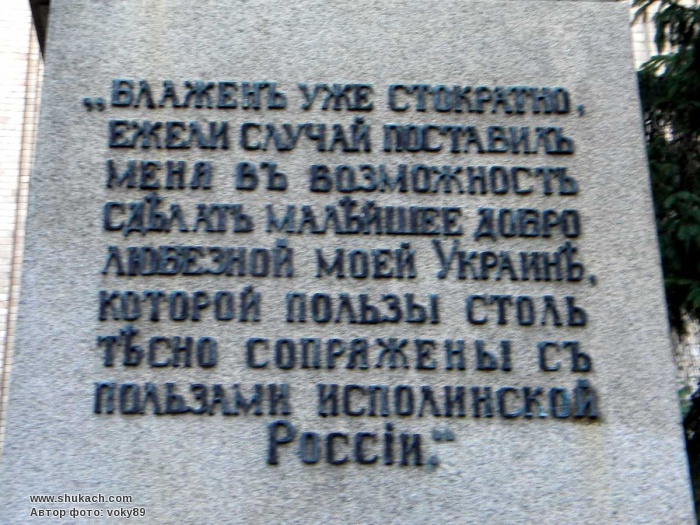 „БЛАЖЕНЪ УЖЕ СТОКРАТНО,
ЕЖЕЛИ СЛУЧАЙ ПОСТАВИЛЪ
МЕНЯ ВЪ ВОЗМОЖНОСТЬ
СДѢЛАТЬ МАЛѢЙШЕЕ ДОБРО
ЛЮБЕЗНОЙ МОЕЙ УКРАИНѢ,
КОТОРОЙ ПОЛЬЗЫ СТОЛЬ
ТѢСНО СОПРЯЖЕНЫ СЪ
ПОЛЬЗАМИ ИСПОЛИНСКОЙ
РОССІИ.“
www.shukach.com
Автор фото: voky89